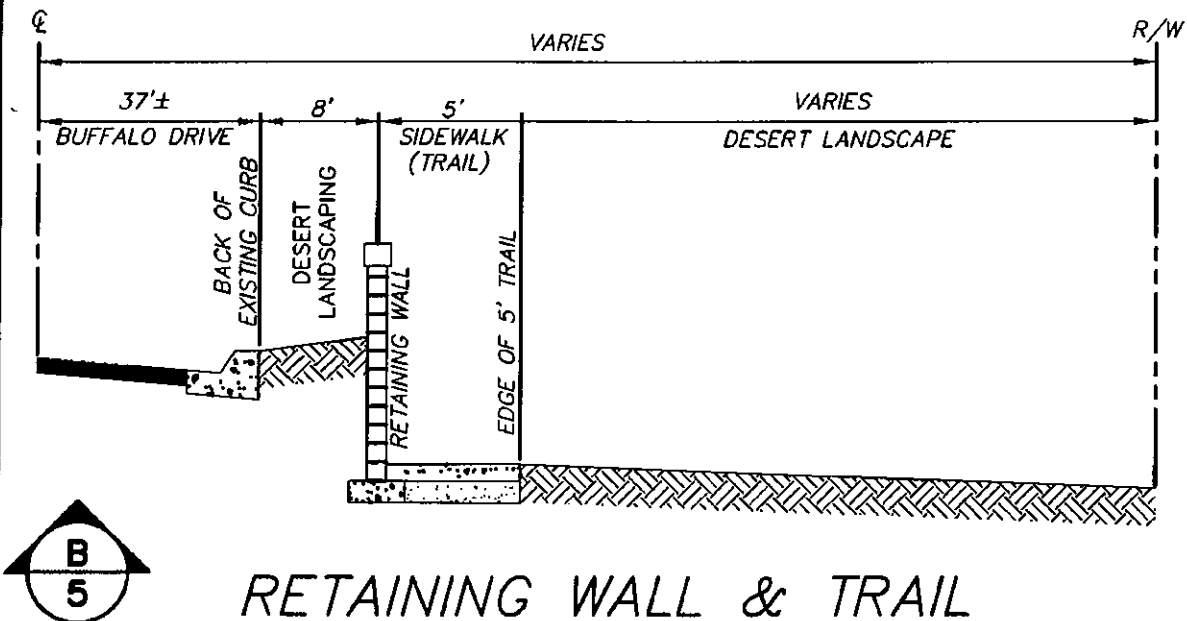 ℄
R/W
VARIES
37'±
8'
5'
VARIES
BUFFALO DRIVE
SIDEWALK
(TRAIL)
DESERT LANDSCAPE
BACK OF
EXISTING CURB
DESERT
LANDSCAPING
RETAINING WALL
EDGE OF 5' TRAIL
B
5
RETAINING WALL & TRAIL